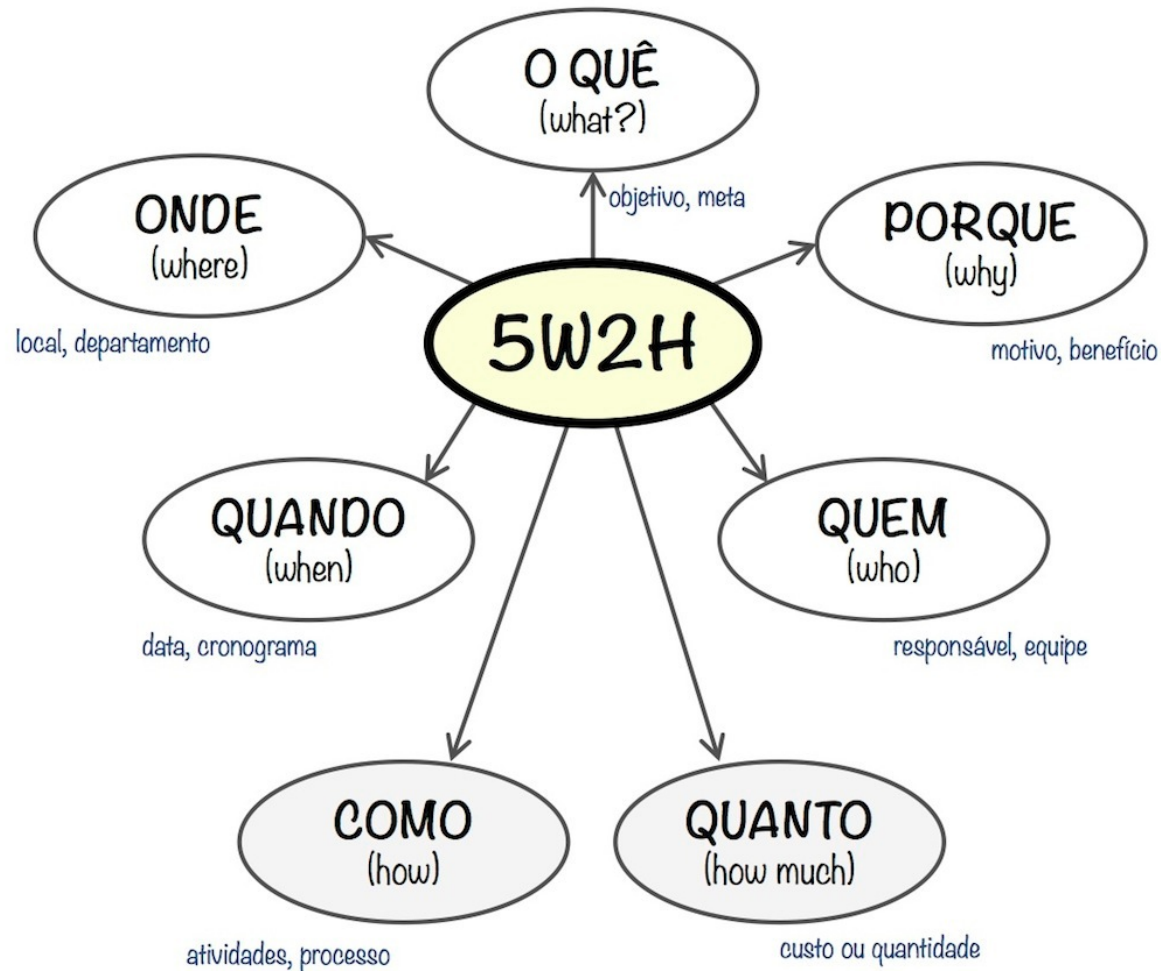 O QUÊ
(what?)
objetivo, meta
ONDE
(where)
local, departamento
PORQUE
(why)
motivo, benefício
5W2H
QUANDO
(when)
data, cronograma
QUEM
(who)
responsável, equipe
COMO
(how)
atividades, processo
QUANTO
(how much)
custo ou quantidade